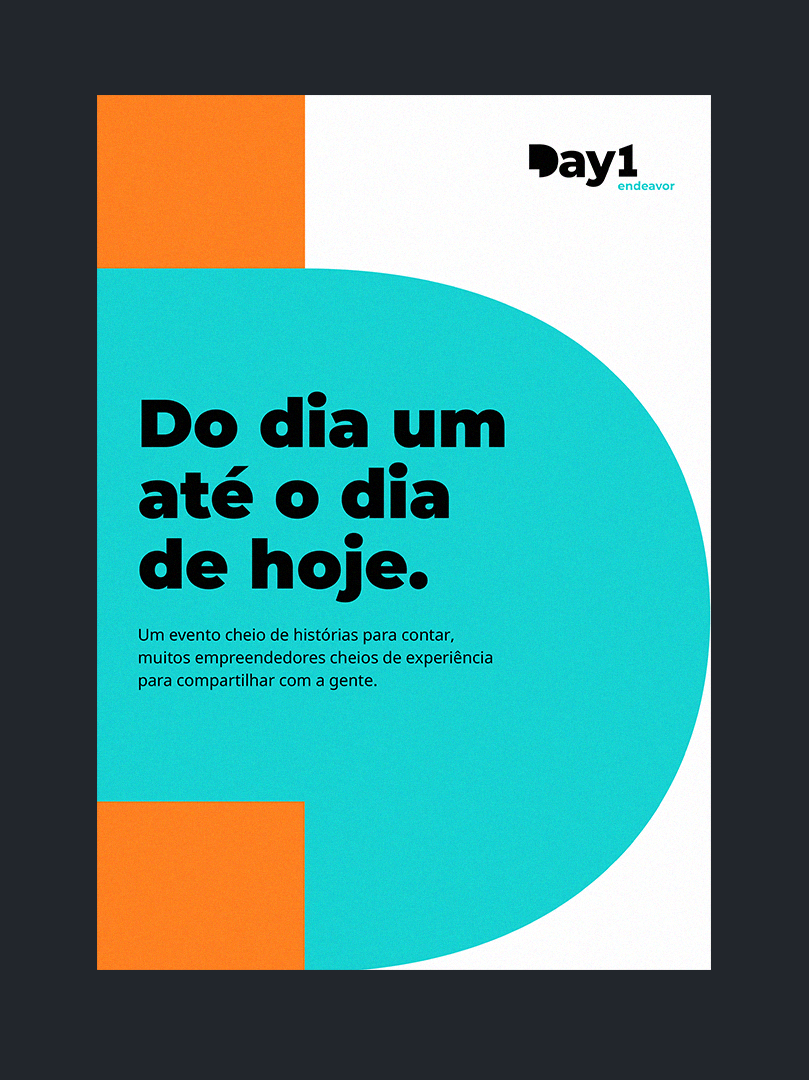 Day1
endeavor
Do dia um
até o dia
de hoje.
Um evento cheio de histórias para contar,
muitos empreendedores cheios de experiência
para compartilhar com a gente.